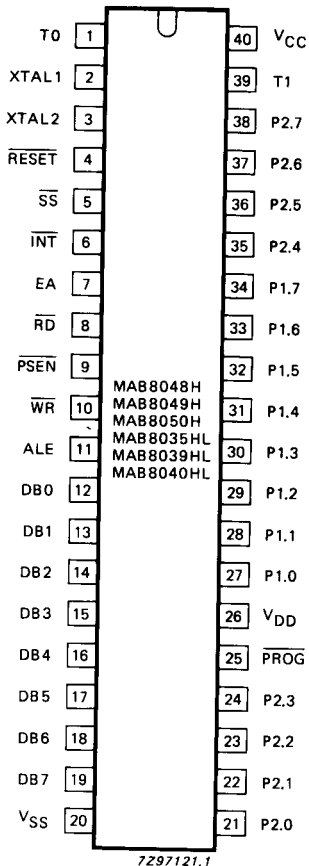 T0 1 40 VCC
XTAL1 2 39 T1
XTAL2 3 38 P2.7
RESET 4 37 P2.6
SS 5 36 P2.5
INT 6 35 P2.4
EA 7 34 P1.7
RD 8 33 P1.6
PSEN 9 32 P1.5
MAB8048H
MAB8049H
MAB8050H
MAB8035HL
MAB8039HL
MAB8040HL
WR 10 31 P1.4
ALE 11 30 P1.3
DB0 12 29 P1.2
DB1 13 28 P1.1
DB2 14 27 P1.0
DB3 15 26 VDD
DB4 16 25 PROG
DB5 17 24 P2.3
DB6 18 23 P2.2
DB7 19 22 P2.1
VSS 20 21 P2.0
7Z97121.1